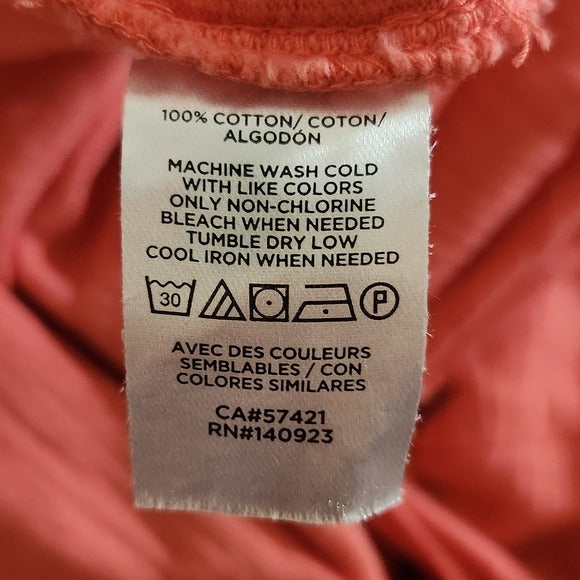 100% COTTON/ COTON/
ALGODÓN
MACHINE WASH COLD
WITH LIKE COLORS
ONLY NON-CHLORINE
BLEACH WHEN NEEDED
TUMBLE DRY LOW
COOL IRON WHEN NEEDED
30 P
AVEC DES COULEURS
SEMBLABLES / CON
COLORES SIMILARES
CA#57421
RN#140923